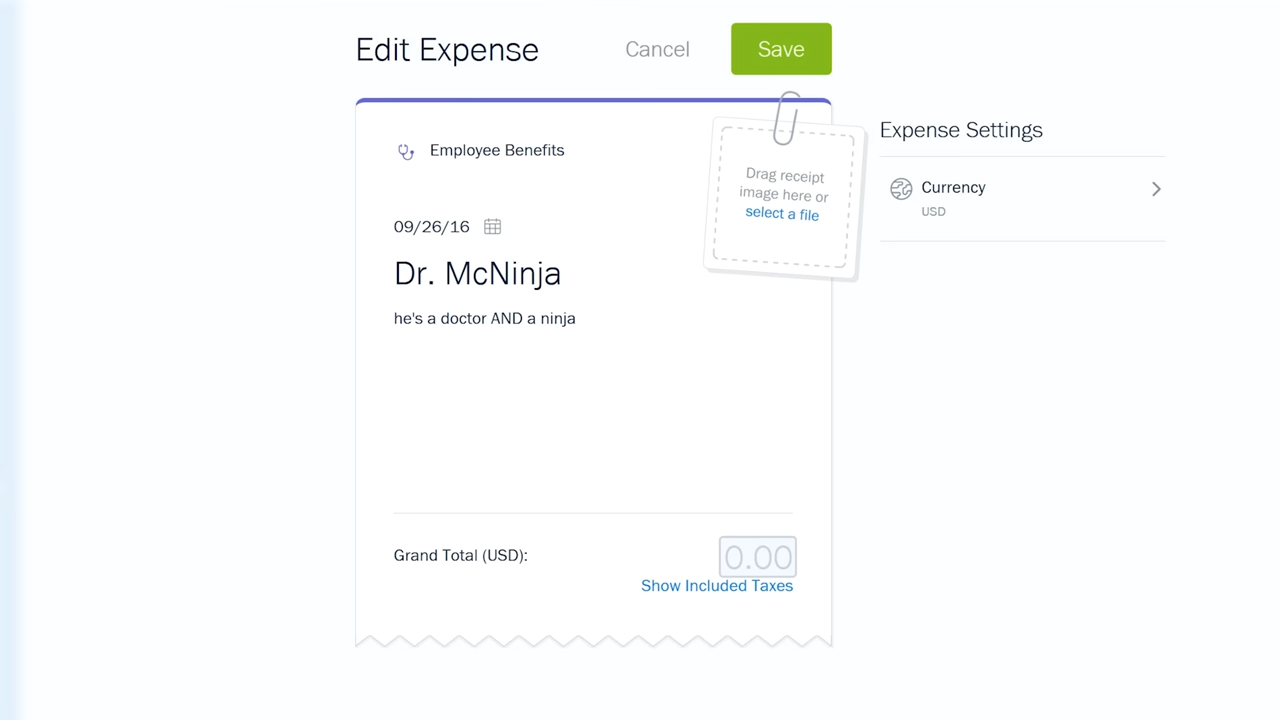 Edit Expense
Cancel
Save
Employee Benefits
Drag receipt
image here or
select a file
09/26/16
Dr. McNinja
he's a doctor AND a ninja
Grand Total (USD):
0.00
Show Included Taxes
Expense Settings
Currency
USD